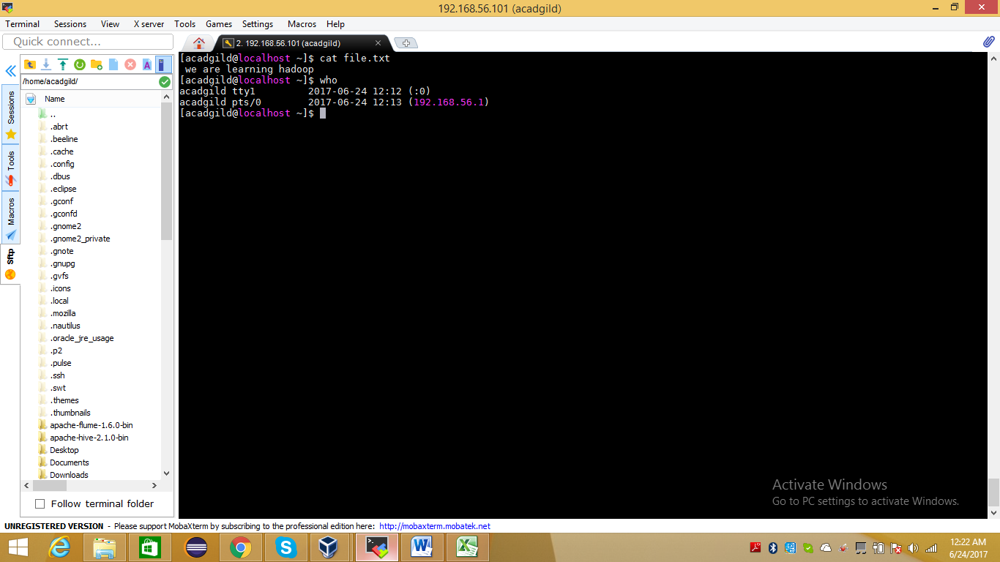 192.168.56.101 (acadgild)
Terminal Sessions View X server Tools Games Settings Macros Help
Quick connect...
2. 192.168.56.101 (acadgild)
/home/acadgild/
Name
..
.abrt
.beeline
.cache
.config
.dbus
.eclipse
.gconf
.gconfd
.gnome2
.gnome2_private
.gnote
.gnupg
.gvfs
.icons
.local
.mozilla
.nautilus
.oracle_jre_usage
.p2
.pulse
.ssh
.swt
.themes
.thumbnails
apache-flume-1.6.0-bin
apache-hive-2.1.0-bin
Desktop
Documents
Downloads
Follow terminal folder
Sessions
Tools
Macros
Sftp
[acadgild@localhost ~]$ cat file.txt
we are learning hadoop
[acadgild@localhost ~]$ who
acadgild tty1 2017-06-24 12:12 (:0)
acadgild pts/0 2017-06-24 12:13 (192.168.56.1)
[acadgild@localhost ~]$
Activate Windows
Go to PC settings to activate Windows.
UNREGISTERED VERSION - Please support MobaXterm by subscribing to the professional edition here: http://mobaxterm.mobatek.net
12:22 AM
6/24/2017